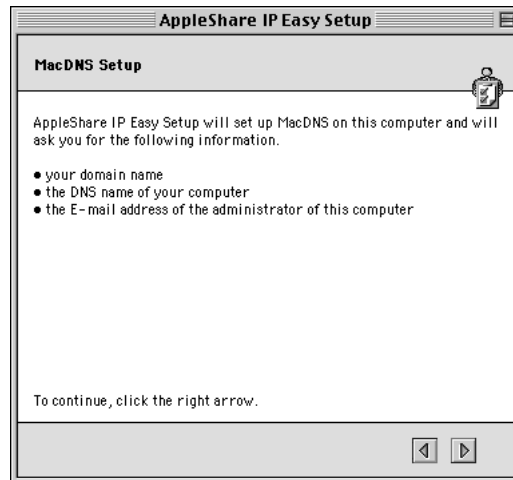 AppleShare IP Easy Setup
MacDNS Setup
AppleShare IP Easy Setup will set up MacDNS on this computer and will
ask you for the following information.
● your domain name
● the DNS name of your computer
● the E-mail address of the administrator of this computer
To continue, click the right arrow.